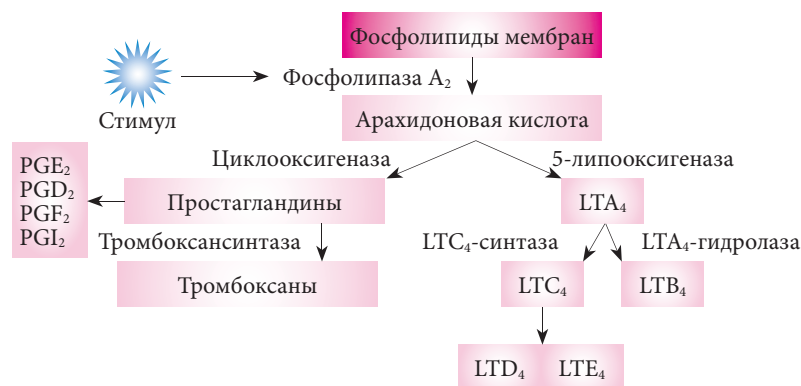 Фосфолипиды мембран
Стимул
Фосфолипаза A₂
Арахидоновая кислота
Циклооксигеназа
5-липооксигеназа
PGE₂
PGD₂
PGF₂
PGI₂
Простагландины
LTA₄
Тромбоксансинтаза
LTC₄-синтаза
LTA₄-гидролаза
Тромбоксаны
LTC₄
LTB₄
LTD₄
LTE₄